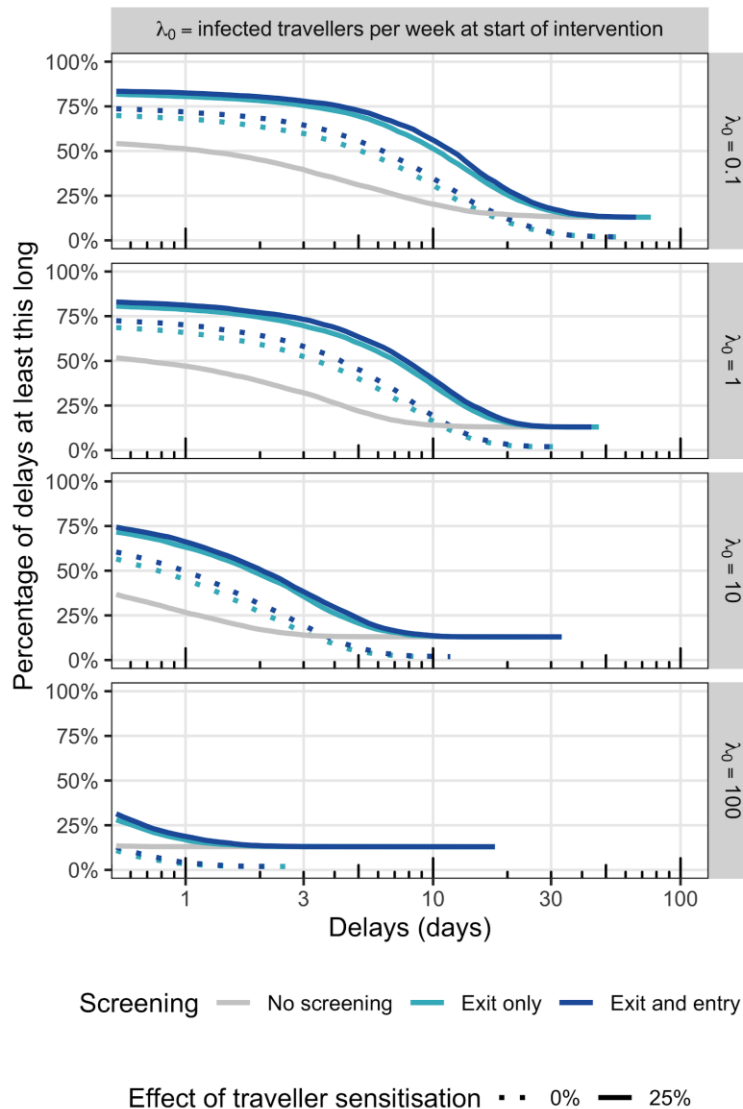 λ0 = infected travellers per week at start of intervention
Percentage of delays at least this long
100%
75%
50%
25%
0%
λ0 = 0.1
100%
75%
50%
25%
0%
λ0 = 1
100%
75%
50%
25%
0%
λ0 = 10
100%
75%
50%
25%
0%
λ0 = 100
1 3 10 30 100
Delays (days)
Screening No screening Exit only Exit and entry
Effect of traveller sensitisation 0% 25%